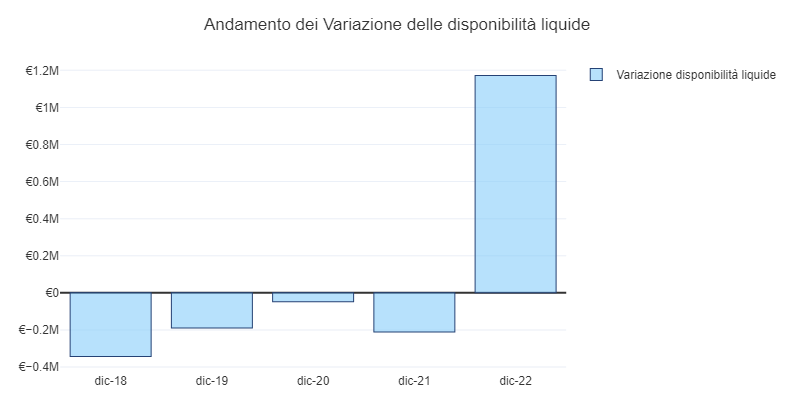 Andamento dei Variazione delle disponibilità liquide
Variazione disponibilità liquide
€1.2M
€1M
€0.8M
€0.6M
€0.4M
€0.2M
€0
€−0.2M
€−0.4M
dic-18 dic-19 dic-20 dic-21 dic-22